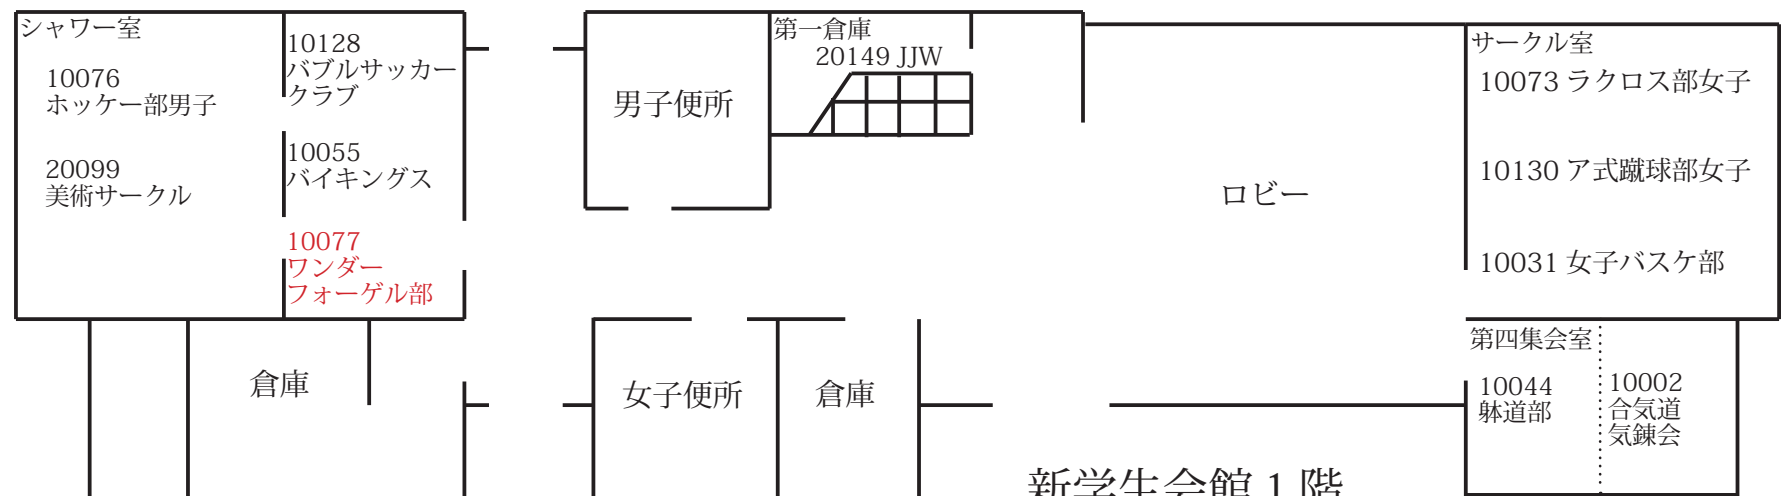 シャワー室
10076
ホッケー部男子
20099
美術サークル
10128
バブルサッカー
クラブ
10055
バイキングス
10077
ワンダー
フォーゲル部
男子便所
第一倉庫
20149 JJW
ロビー
サークル室
10073 ラクロス部女子
10130 ア式蹴球部女子
10031 女子バスケ部
倉庫
女子便所
倉庫
第四集会室
10044
躰道部
10002
合気道
気錬会
新学生会館 1 階